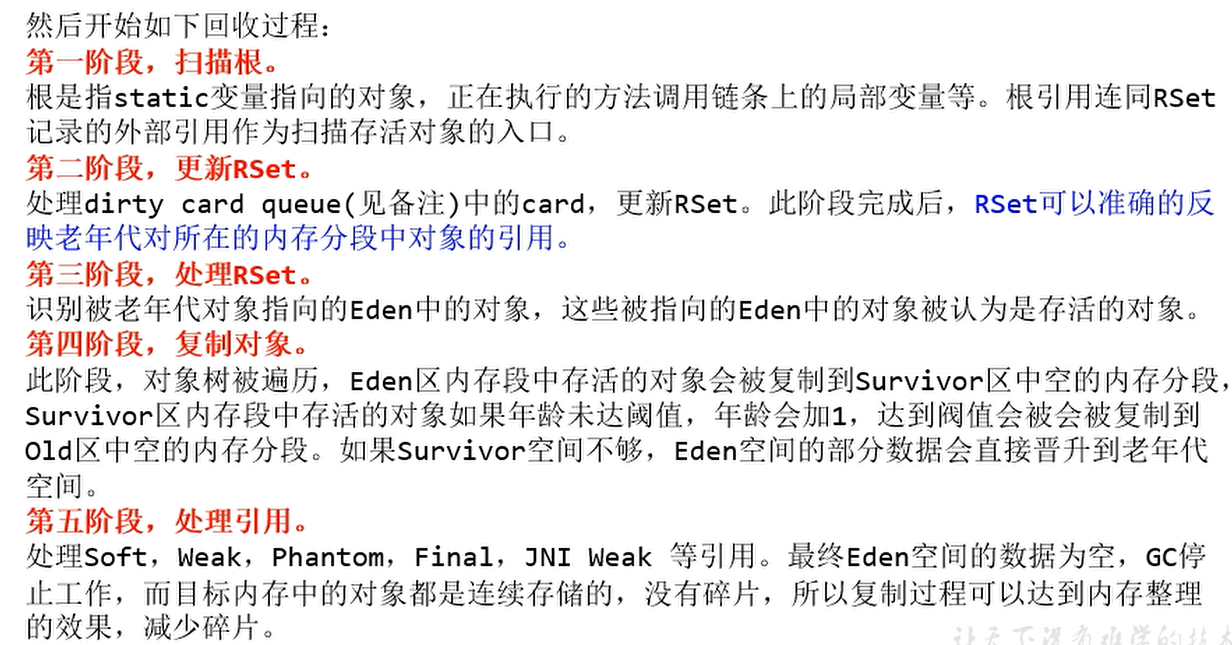 然后开始如下回收过程:
第一阶段，扫描根。
根是指static变量指向的对象，正在执行的方法调用链条上的局部变量等。根引用连同RSet
记录的外部引用作为扫描存活对象的入口。
第二阶段，更新RSet。
处理dirty card queue(见备注)中的card，更新RSet。此阶段完成后，RSet可以准确的反
映老年代对所在的内存分段中对象的引用。
第三阶段，处理RSet。
识别被老年代对象指向的Eden中的对象，这些被指向的Eden中的对象被认为是存活的对象。
第四阶段，复制对象。
此阶段，对象树被遍历，Eden区内存段中存活的对象会被复制到Survivor区中空的内存分段，
Survivor区内存段中存活的对象如果年龄未达阈值，年龄会加1，达到阀值会被会被复制到
Old区中空的内存分段。如果Survivor空间不够，Eden空间的部分数据会直接晋升到老年代
空间。
第五阶段，处理引用。
处理Soft，Weak，Phantom，Final，JNI Weak 等引用。最终Eden空间的数据为空，GC停
止工作，而目标内存中的对象都是连续存储的，没有碎片，所以复制过程可以达到内存整理
的效果，减少碎片。
让天下没有难学的技术